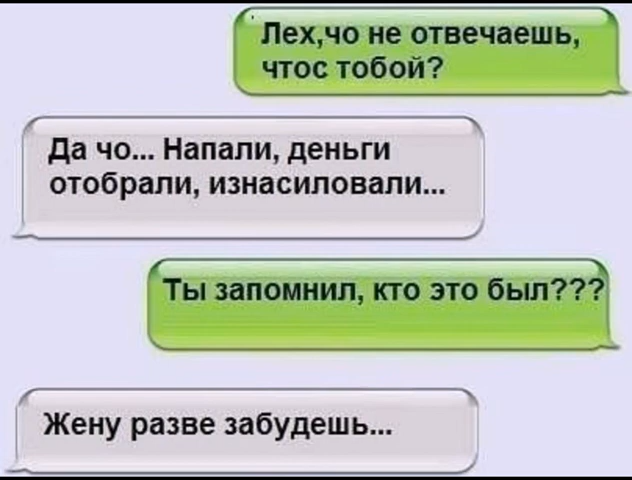 Лех,чо не отвечаешь,
чтос тобой?
Да чо... Напали, деньги
отобрали, изнасиловали...
Ты запомнил, кто это был???
Жену разве забудешь...